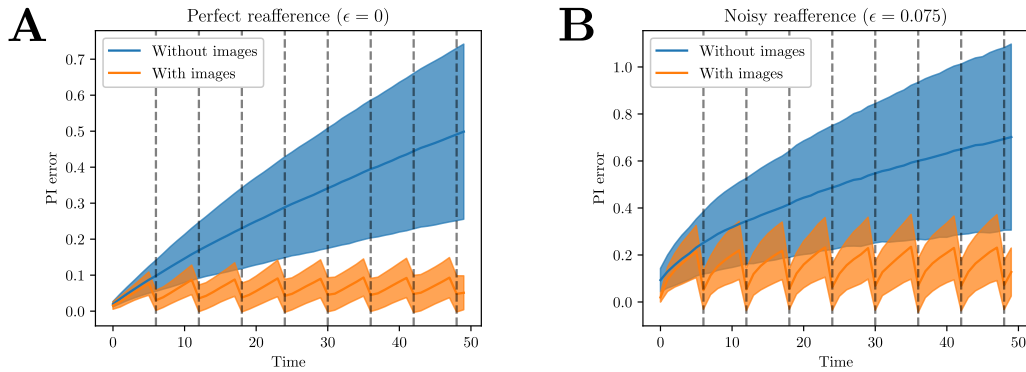 A
Perfect reafference (ϵ = 0)
Without images
With images
PI error
0.0
0.1
0.2
0.3
0.4
0.5
0.6
0.7
0
10
20
30
40
50
Time
B
Noisy reafference (ϵ = 0.075)
Without images
With images
PI error
0.0
0.2
0.4
0.6
0.8
1.0
0
10
20
30
40
50
Time